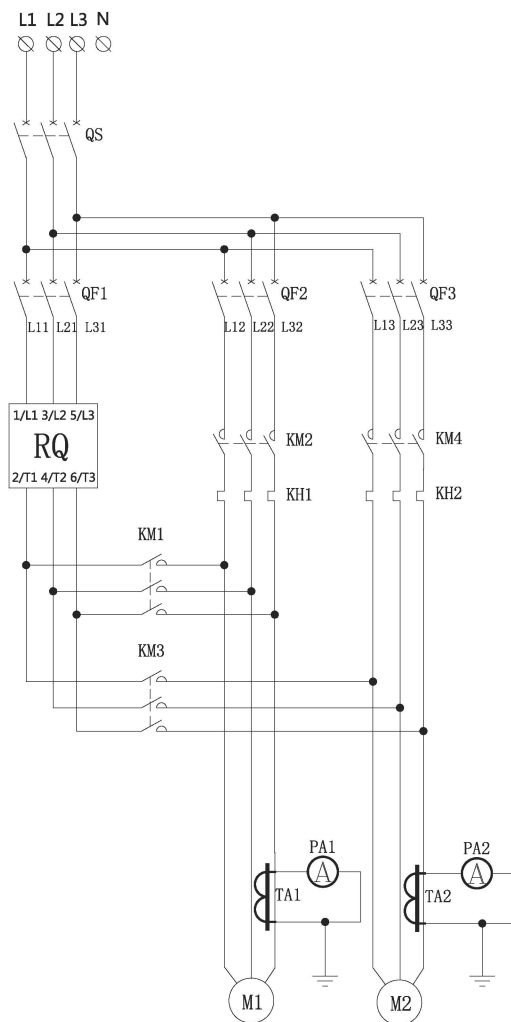 L1 L2 L3 N
QS
QF1 QF2 QF3
L11 L21 L31 L12 L22 L32 L13 L23 L33
1/L1 3/L2 5/L3
RQ
2/T1 4/T2 6/T3
KM2 KM4
KH1 KH2
KM1
KM3
PA1 PA2
A A
TA1 TA2
M1 M2